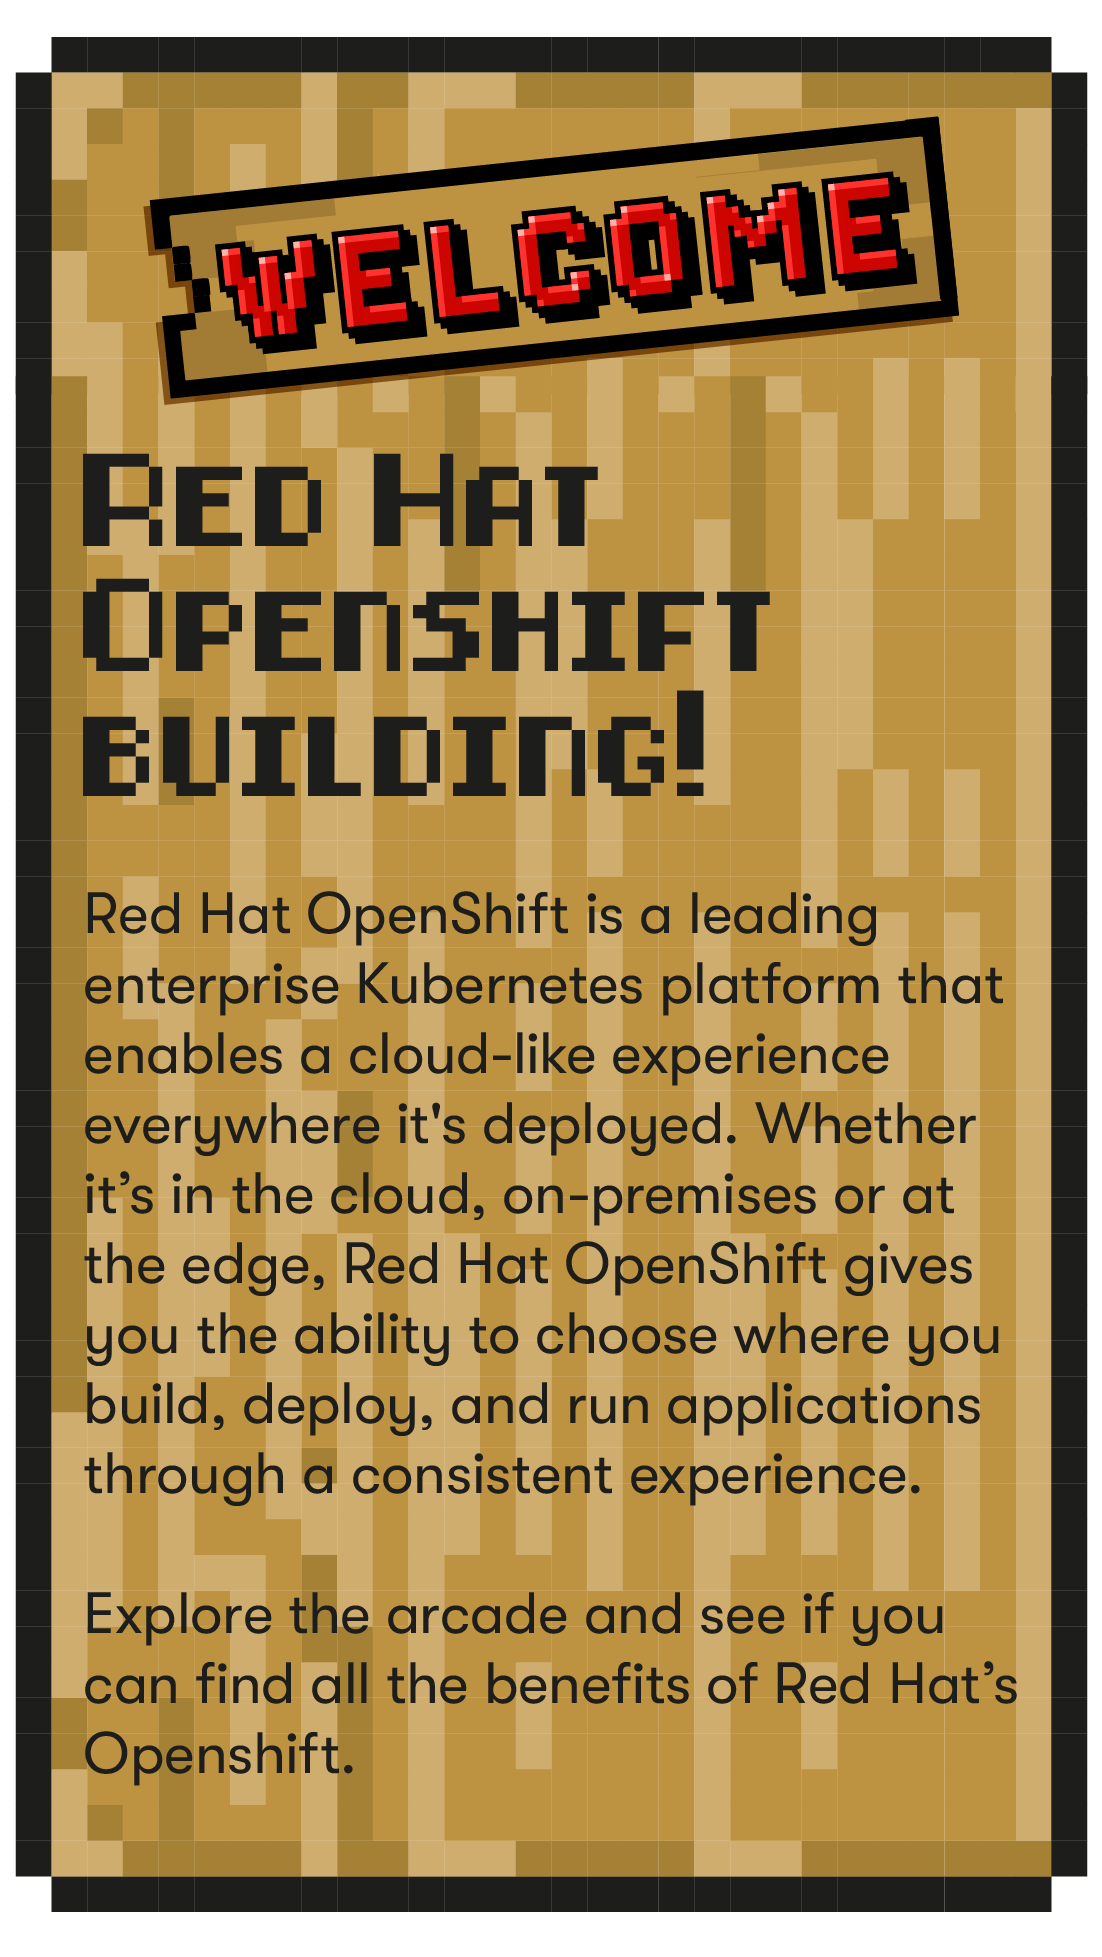 WELCOME
RED HAT
OPENSHIFT
BUILDING!
Red Hat OpenShift is a leading
enterprise Kubernetes platform that
enables a cloud-like experience
everywhere it's deployed. Whether
it’s in the cloud, on-premises or at
the edge, Red Hat OpenShift gives
you the ability to choose where you
build, deploy, and run applications
through a consistent experience.
Explore the arcade and see if you
can find all the benefits of Red Hat’s
Openshift.